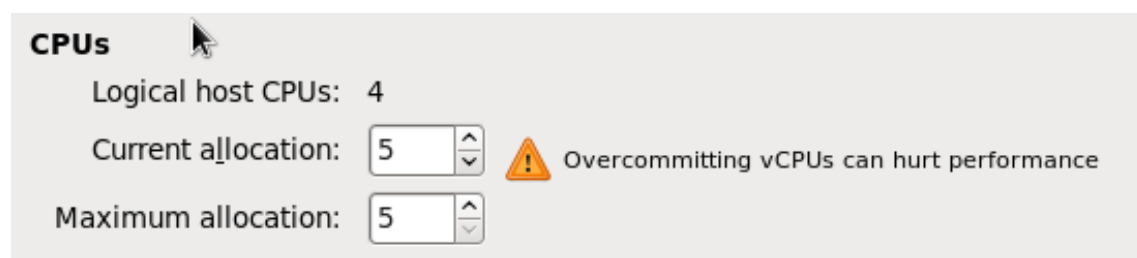 CPUs
Logical host CPUs: 4
Current allocation: 5 Overcommitting vCPUs can hurt performance
Maximum allocation: 5